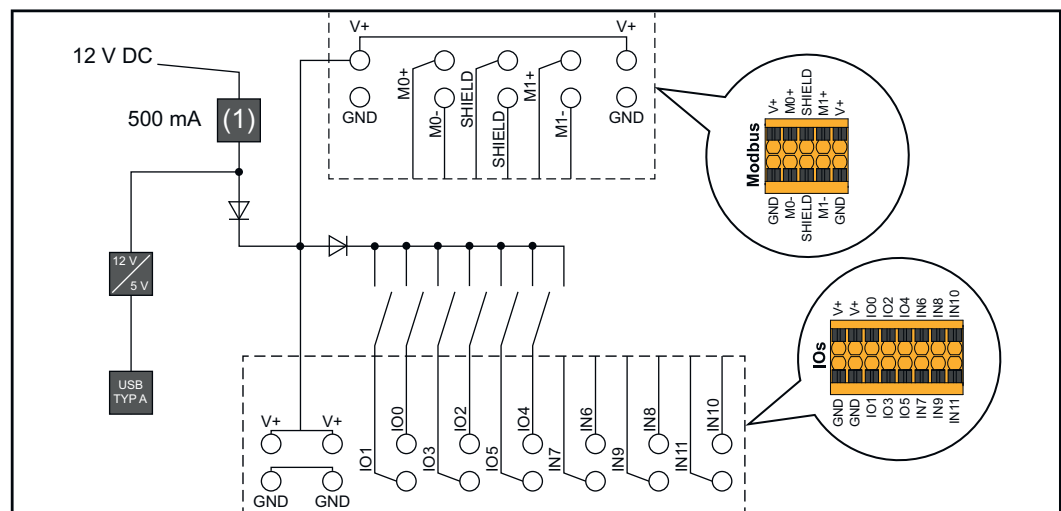 12 V DC
500 mA
(1)
12 V
5 V
USB
TYP A
V+
V+
M0+
SHIELD
M1+
GND
M0-
SHIELD
M1-
GND
V+
M0+
SHIELD
M1+
V+
Modbus
GND
M0-
SHIELD
M1-
GND
V+
V+
IO0
IO2
IO4
IN6
IN8
IN10
IO1
IO3
IO5
IN7
IN9
IN11
GND
GND
V+
V+
IO0
IO2
IO4
IN6
IN8
IN10
IOs
GND
GND
IO1
IO3
IO5
IN7
IN9
IN11